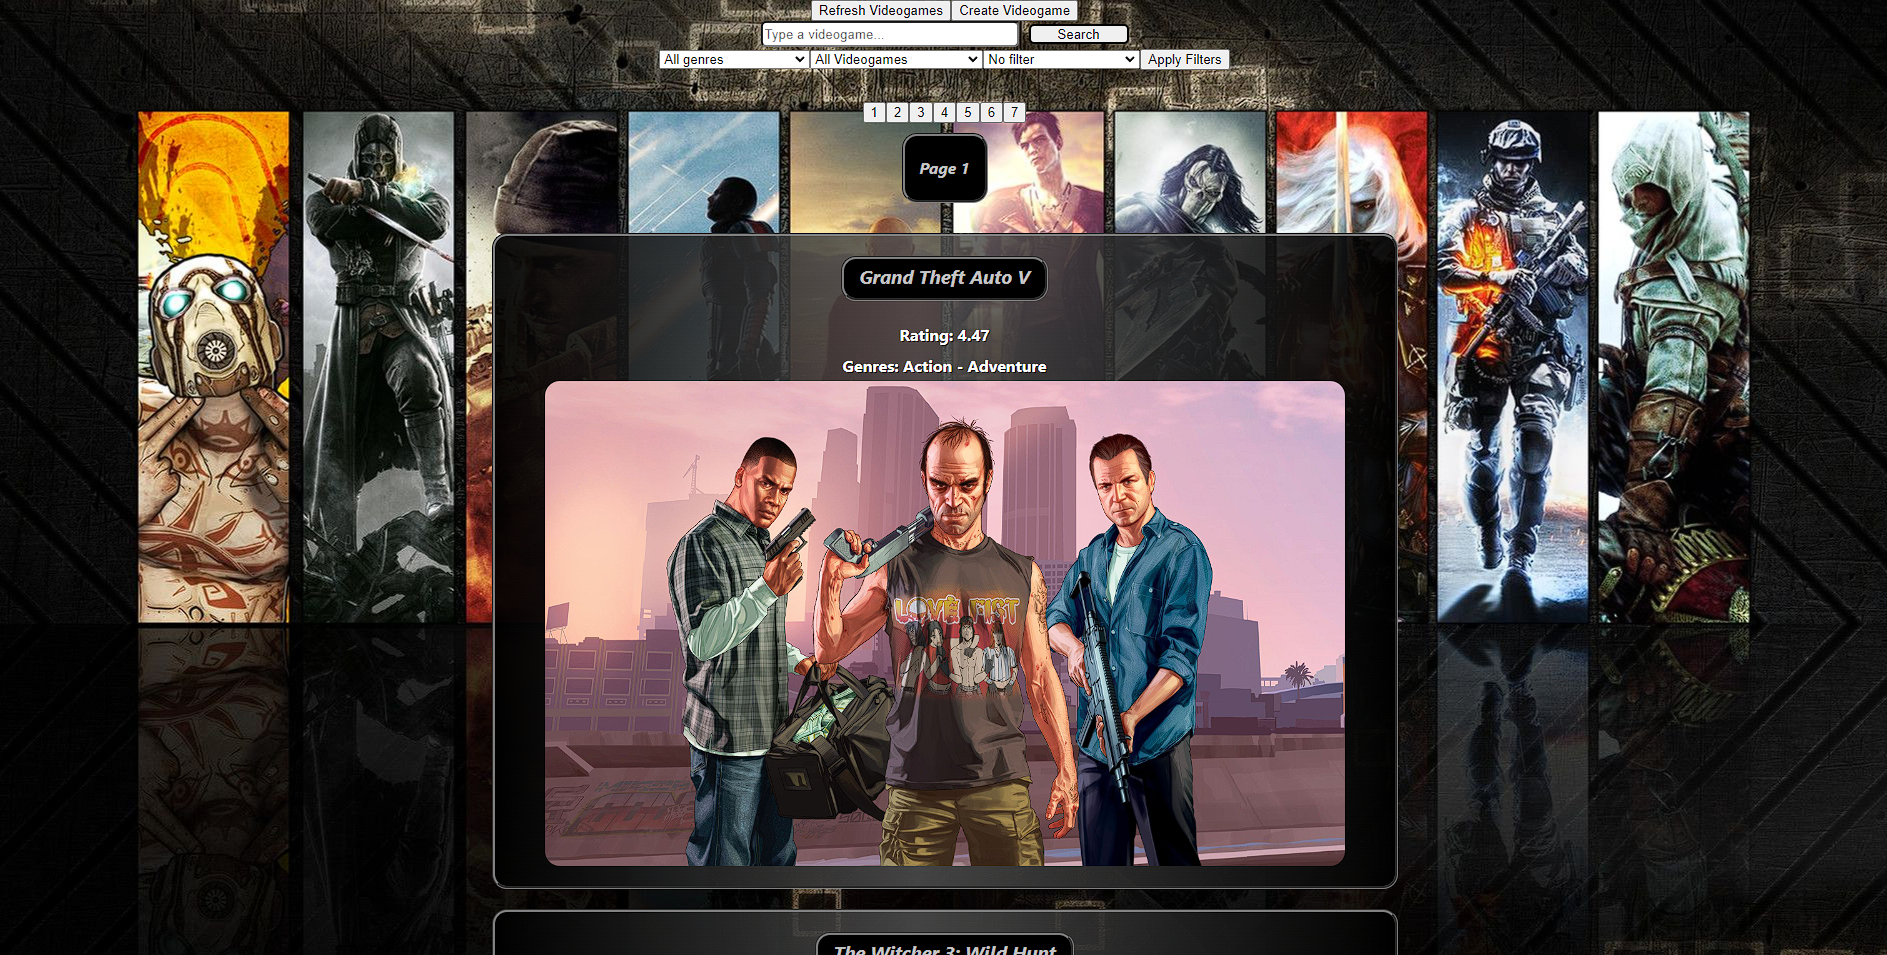 Refresh Videogames Create Videogame
Type a videogame... Search
All genres All Videogames No filter Apply Filters
1 2 3 4 5 6 7
Page 1
Grand Theft Auto V
Rating: 4.47
Genres: Action - Adventure
LOVE FIST
The Witcher 3: Wild Hunt